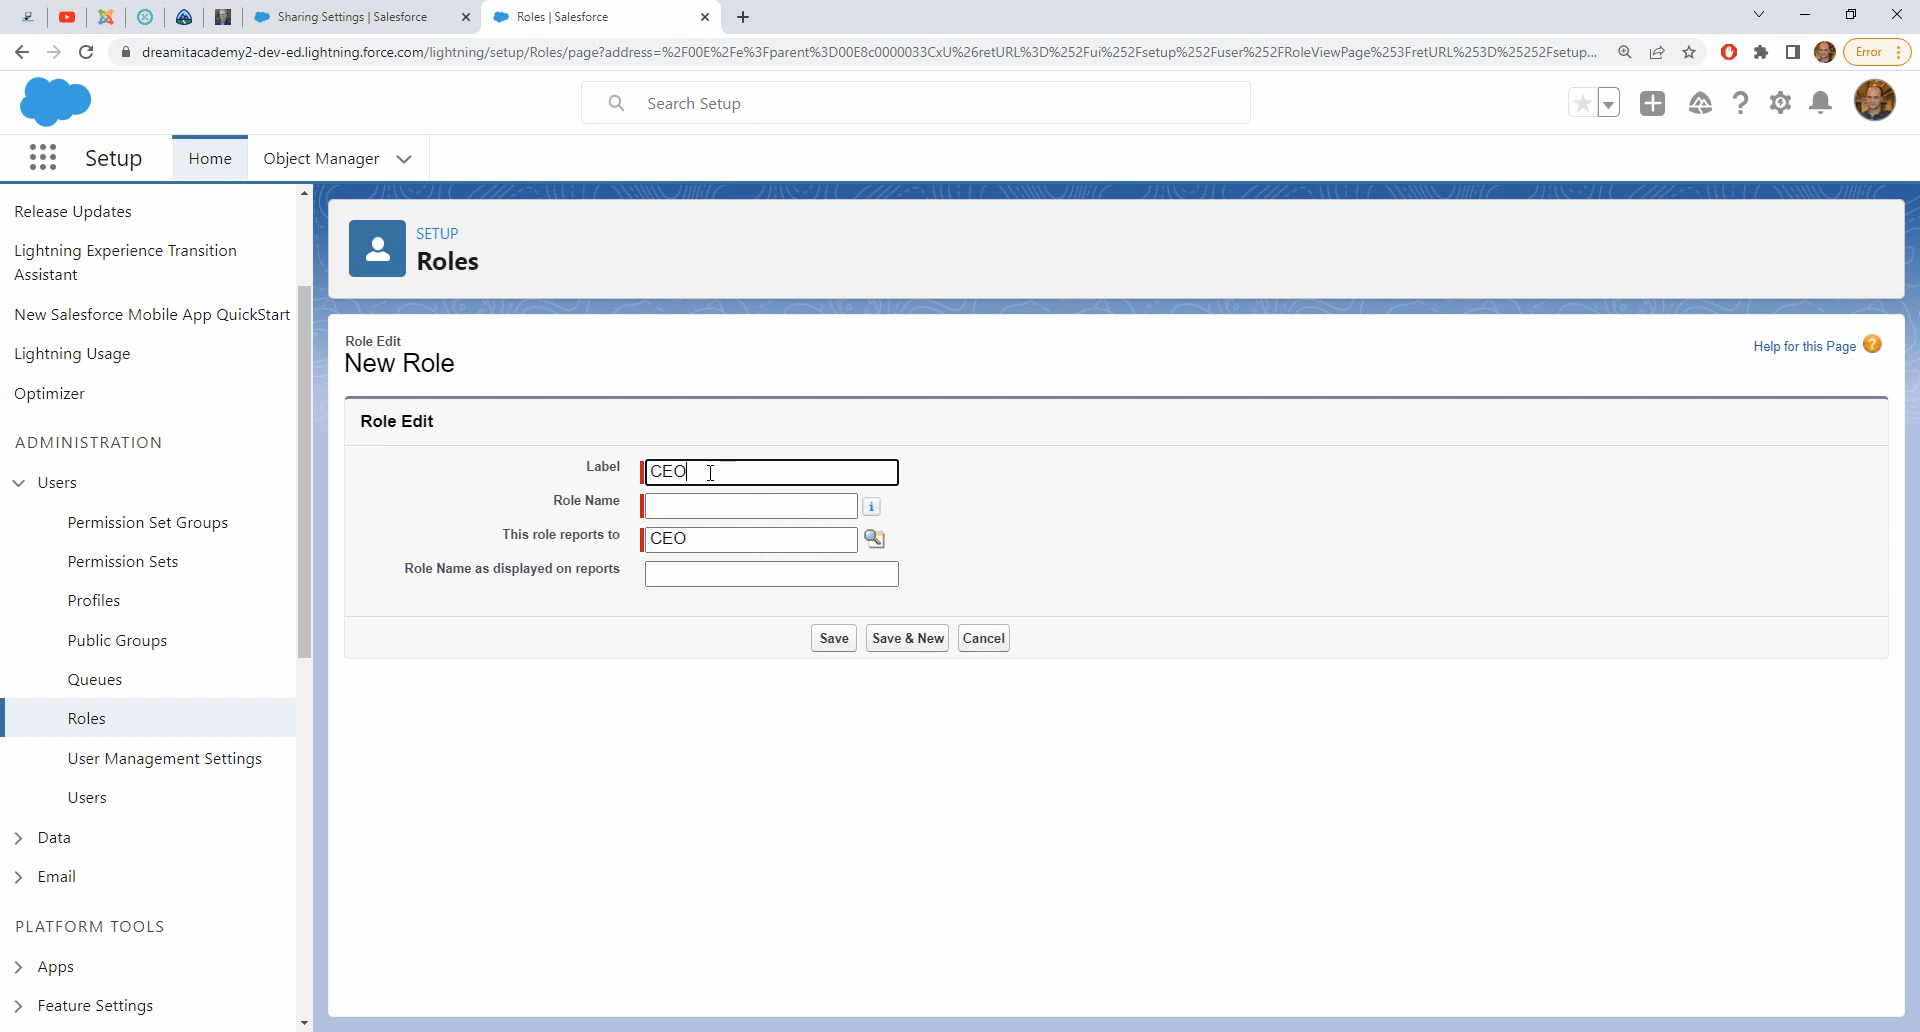 Sharing Settings | Salesforce
Roles | Salesforce
dreamitacademy2-dev-ed.lightning.force.com/lightning/setup/Roles/page?address=%2F00E%2Fe%3Fparent%3D00E8c0000033CxU%26retURL%3D%252Fui%252Fsetup%252Fuser%252FRoleViewPage%253FretURL%253D%25252Fsetup...
Error
Search Setup
Setup
Home
Object Manager
Release Updates
Lightning Experience Transition
Assistant
New Salesforce Mobile App QuickStart
Lightning Usage
Optimizer
ADMINISTRATION
Users
Permission Set Groups
Permission Sets
Profiles
Public Groups
Queues
Roles
User Management Settings
Users
Data
Email
PLATFORM TOOLS
Apps
Feature Settings
SETUP
Roles
Role Edit
New Role
Help for this Page
Role Edit
Label CEO
Role Name
This role reports to CEO
Role Name as displayed on reports
Save Save & New Cancel